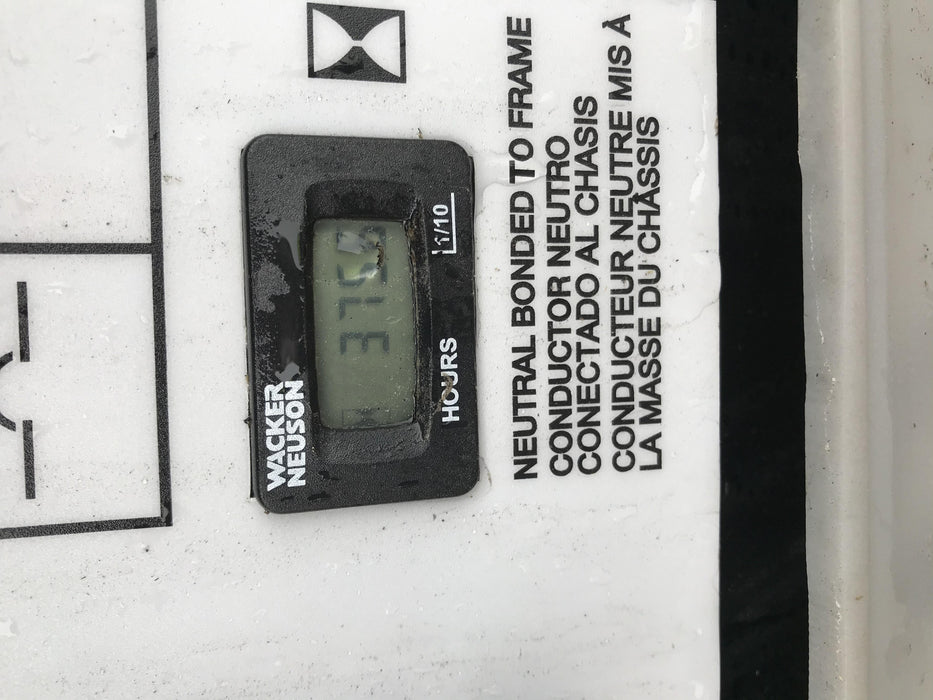 WACKER
NEUSON
HOURS
1/10
NEUTRAL BONDED TO FRAME
CONDUCTOR NEUTRO
CONECTADO AL CHASIS
CONDUCTEUR NEUTRE MIS À
LA MASSE DU CHÂSSIS